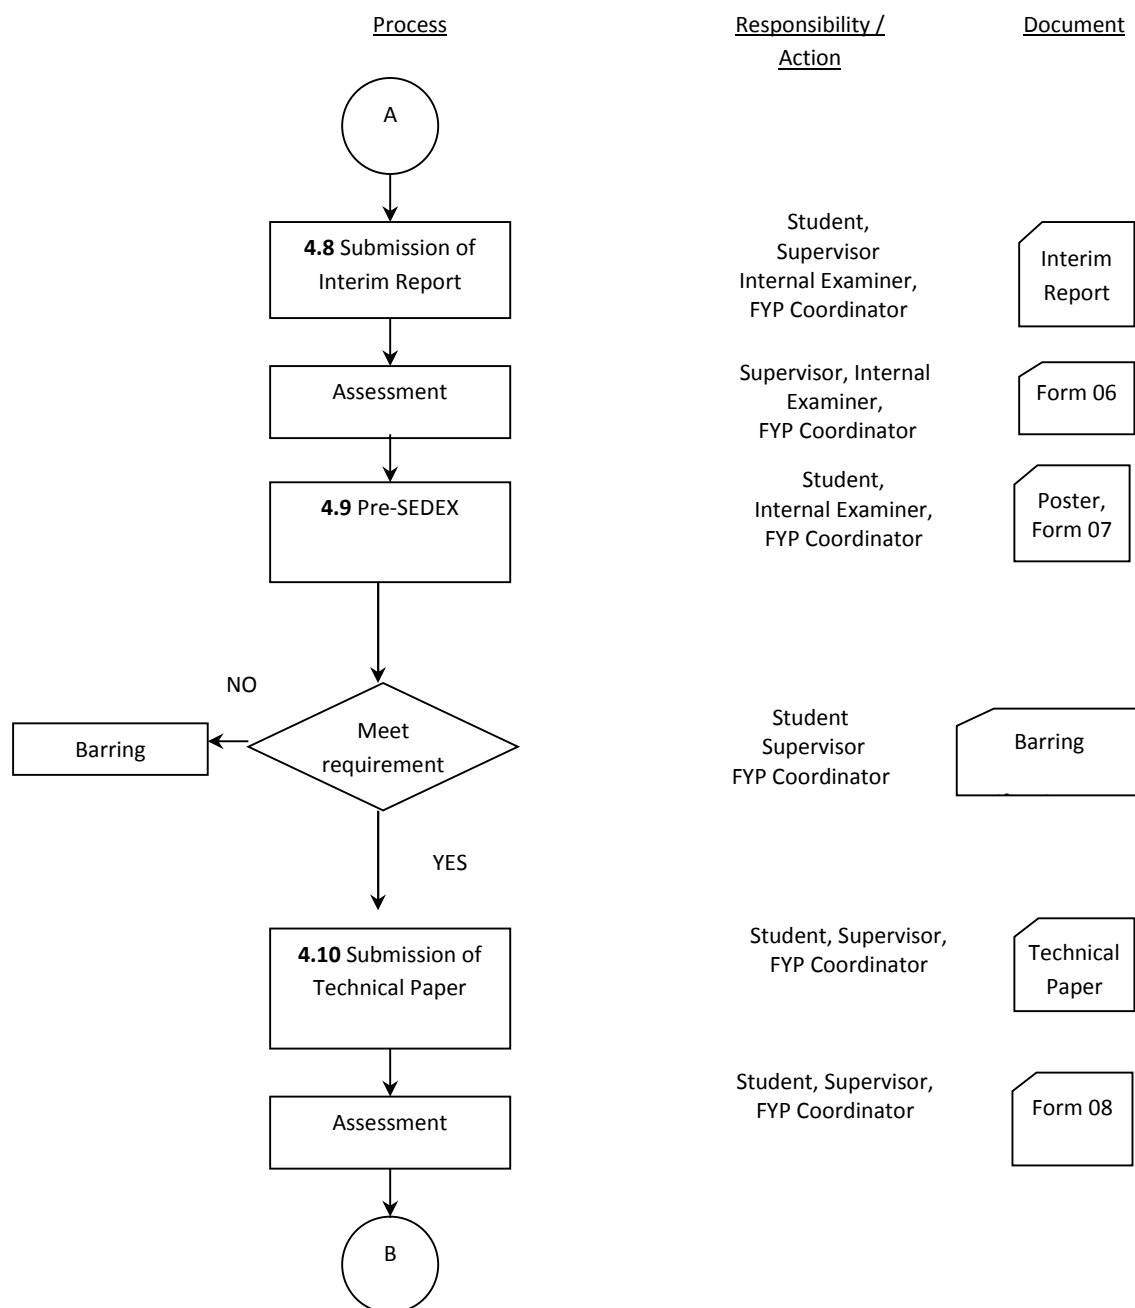 Process
Responsibility /
Action
Document
A
4.8 Submission of
Interim Report
Student,
Supervisor
Internal Examiner,
FYP Coordinator
Interim
Report
Assessment
Supervisor, Internal
Examiner,
FYP Coordinator
Form 06
4.9 Pre-SEDEX
Student,
Internal Examiner,
FYP Coordinator
Poster,
Form 07
NO
Barring
Meet
requirement
Student
Supervisor
FYP Coordinator
Barring
YES
4.10 Submission of
Technical Paper
Student, Supervisor,
FYP Coordinator
Technical
Paper
Assessment
Student, Supervisor,
FYP Coordinator
Form 08
B